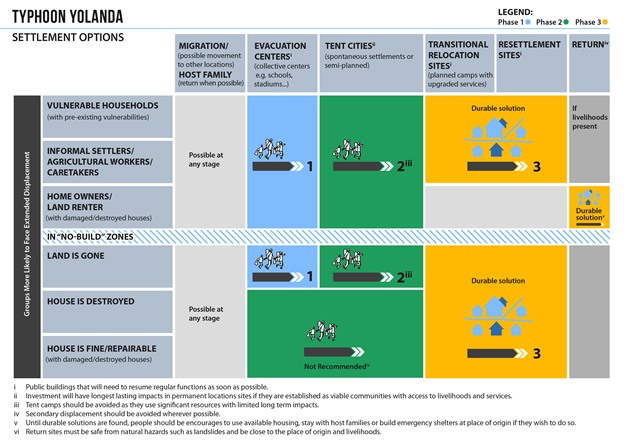 TYPHOON YOLANDA
SETTLEMENT OPTIONS
LEGEND:
Phase 1 Phase 2 Phase 3
MIGRATION/
(possible movement
to other locations)
HOST FAMILY
(return when possible)
EVACUATION
CENTERSⁱ
(collective centers
e.g. schools,
stadiums...)
TENT CITIESⁱⁱ
(spontaneous settlements or
semi-planned)
TRANSITIONAL
RELOCATION
SITESⁱ
(planned camps with
upgraded services)
RESETTLEMENT
SITESⁱ
RETURNⁱᵛ
Groups More Likely to Face Extended Displacement
VULNERABLE HOUSEHOLDS
(with pre-existing vulnerabilities)
INFORMAL SETTLERS/
AGRICULTURAL WORKERS/
CARETAKERS
HOME OWNERS/
LAND RENTER
(with damaged/destroyed houses)
Possible at
any stage
1
2ⁱⁱⁱ
Durable solution
3
If
livelihoods
present
Durable
solutionᵛ
IN "NO-BUILD" ZONES
LAND IS GONE
HOUSE IS DESTROYED
HOUSE IS FINE/REPAIRABLE
(with damaged/destroyed houses)
Possible at
any stage
1
2ⁱⁱⁱ
Not Recommendedᵛ
Durable solution
3
i Public buildings that will need to resume regular functions as soon as possible.
ii Investment will have longest lasting impacts in permanent locations sites if they are established as viable communities with access to livelihoods and services.
iii Tent camps should be avoided as they use significant resources with limited long term impacts.
iv Secondary displacement should be avoided wherever possible.
v Until durable solutions are found, people should be encourages to use available housing, stay with host families or build emergency shelters at place of origin if they wish to do so.
vi Return sites must be safe from natural hazards such as landslides and be close to the place of origin and livelihoods.